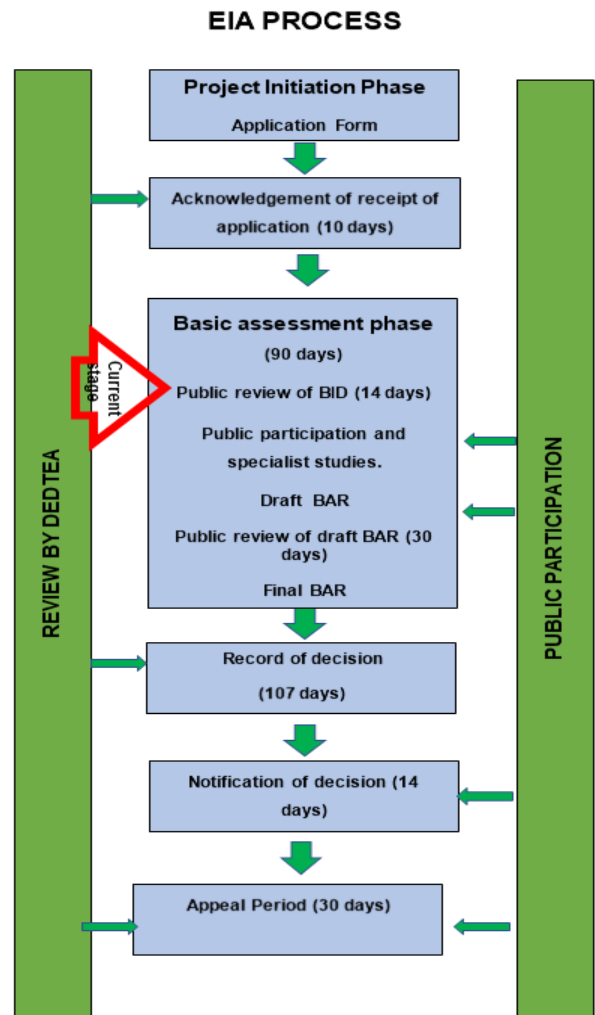 EIA PROCESS
Project Initiation Phase
Application Form
Acknowledgement of receipt of
application (10 days)
Basic assessment phase
(90 days)
Public review of BID (14 days)
Public participation and
specialist studies.
Draft BAR
Public review of draft BAR (30
days)
Final BAR
Current
stage
Record of decision
(107 days)
Notification of decision (14
days)
Appeal Period (30 days)
REVIEW BY DEDTEA
PUBLIC PARTICIPATION